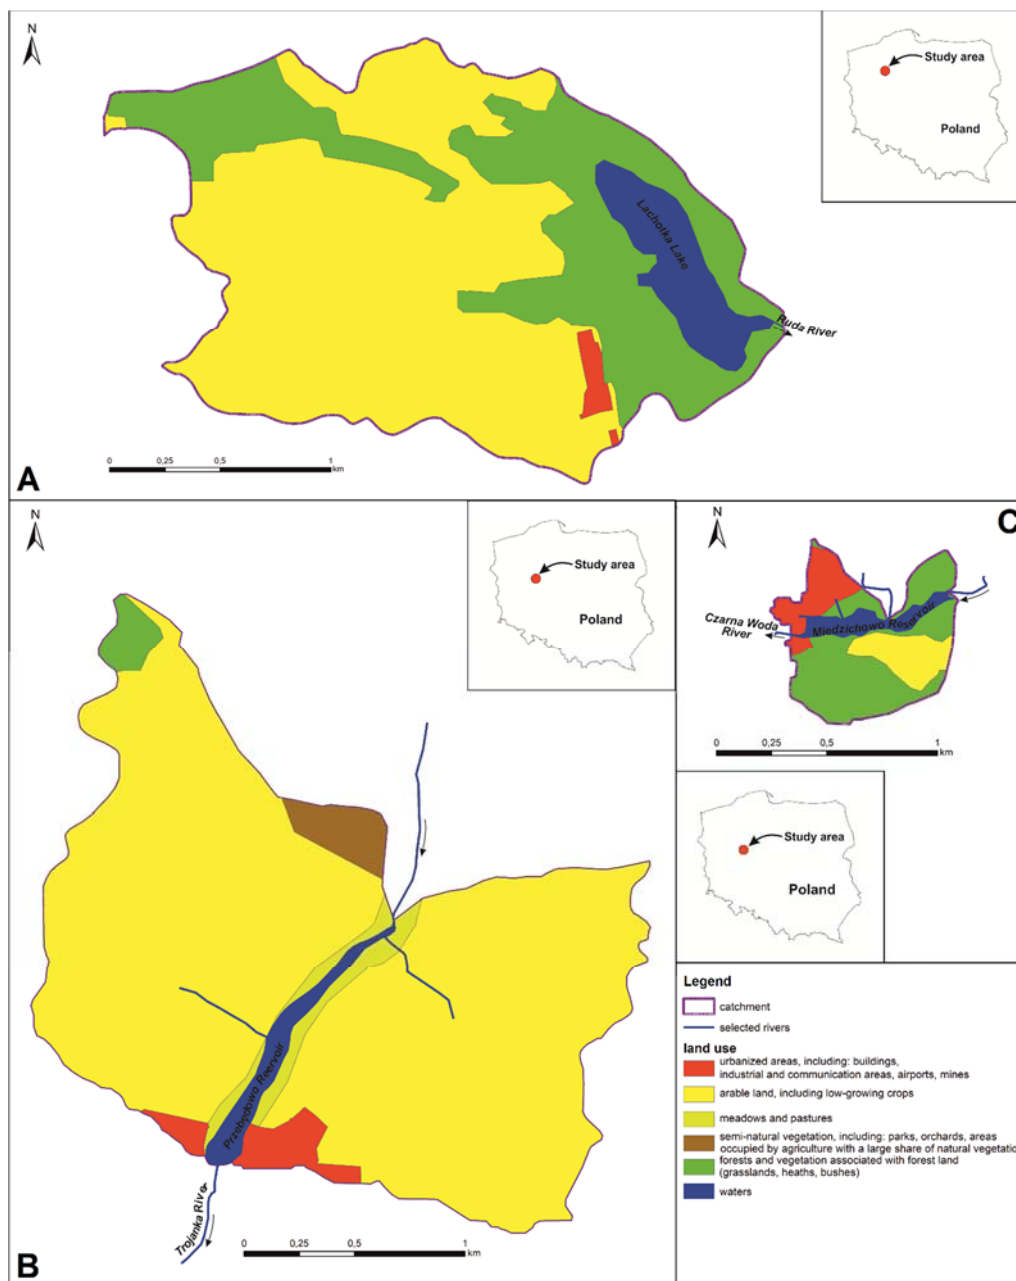 N
Study area
Poland
Lachotka Lake
Ruda River
0 0,25 0,5 1
km
A
N
Study area
Poland
Przebędowo Reervoir
Trojanka River
0 0,25 0,5 1
km
B
N
C
Czarna Woda
River
Miedzichowo Reservoir
0 0,25 0,5 1
km
Study area
Poland
Legend
catchment
selected rivers
land use
urbanized areas, including: buildings,
industrial and communication areas, airports, mines
arable land, including low-growing crops
meadows and pastures
semi-natural vegetation, including: parks, orchards, areas
occupied by agriculture with a large share of natural vegetatio
forests and vegetation associated with forest land
(grasslands, heaths, bushes)
waters